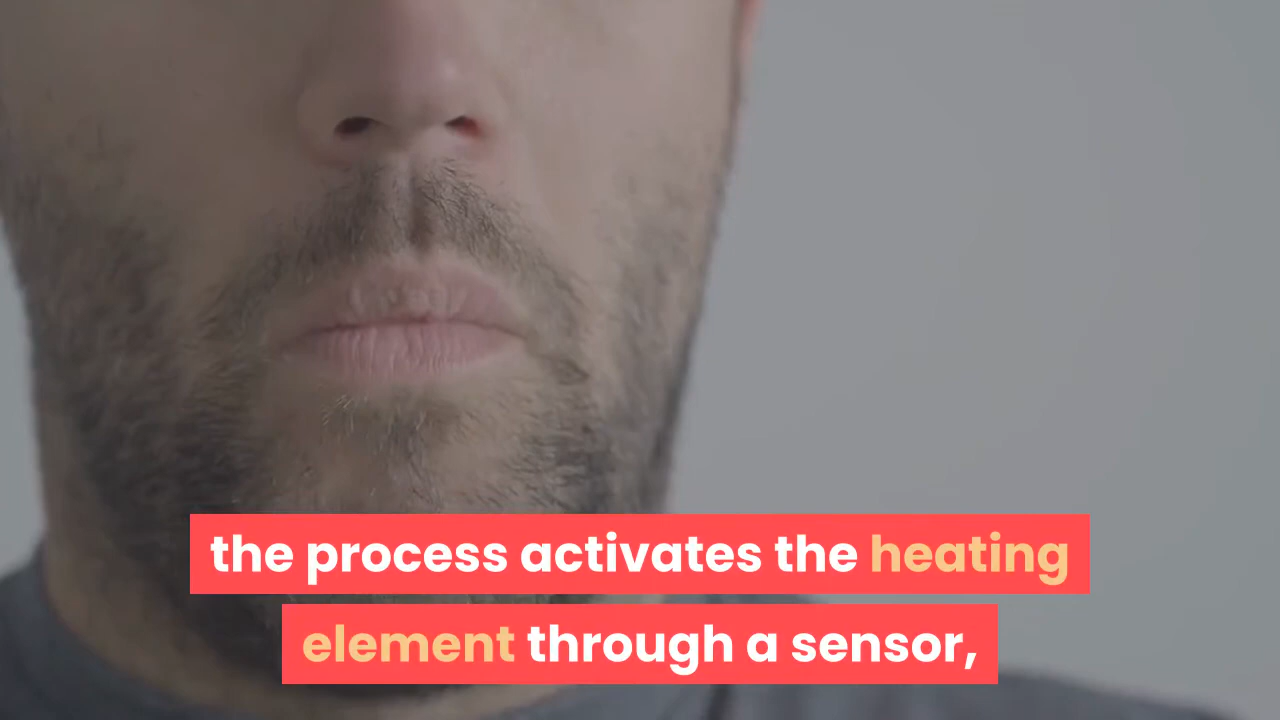 the process activates the heating
element through a sensor,